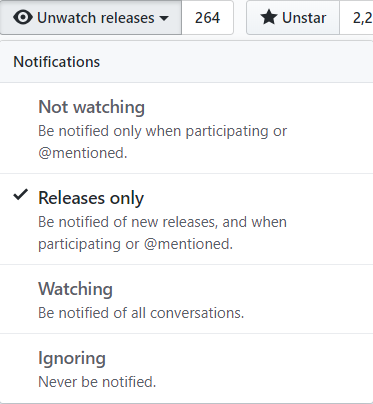 Unwatch releases 264 Unstar 2,2
Notifications
Not watching
Be notified only when participating or
@mentioned.
Releases only
Be notified of new releases, and when
participating or @mentioned.
Watching
Be notified of all conversations.
Ignoring
Never be notified.